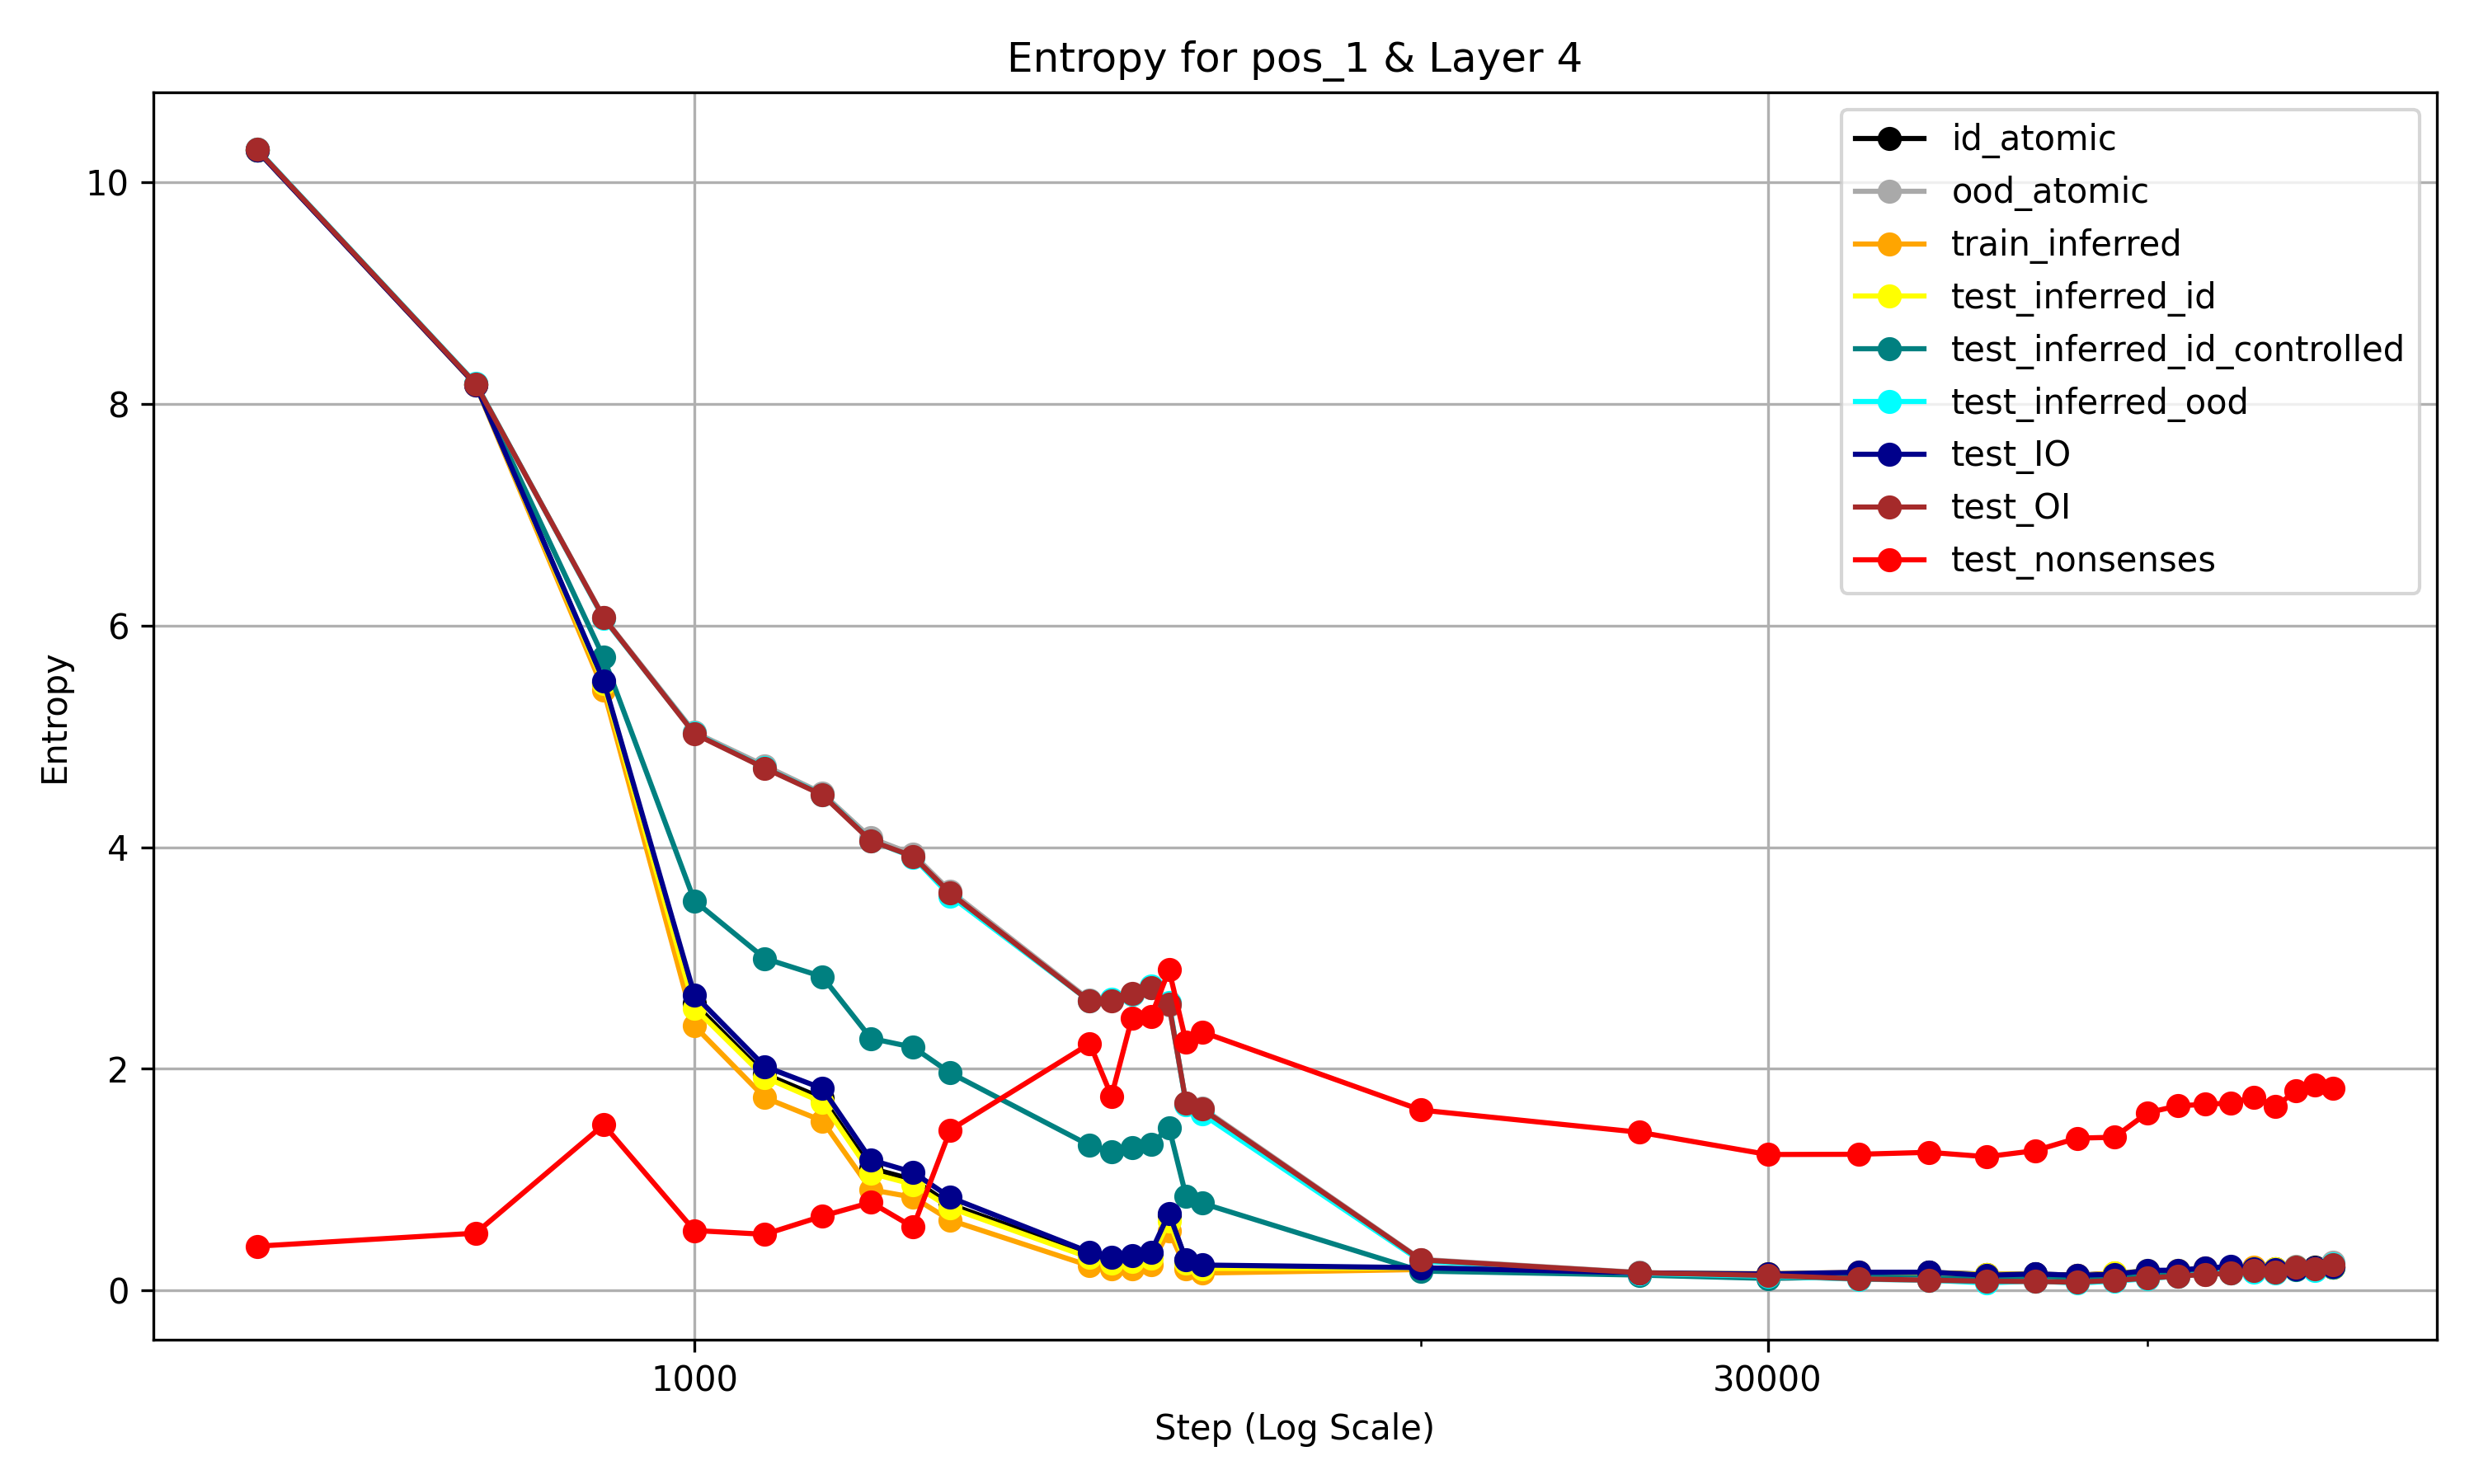 Entropy for pos_1 & Layer 4
Entropy
10
8
6
4
2
0
id_atomic
ood_atomic
train_inferred
test_inferred_id
test_inferred_id_controlled
test_inferred_ood
test_IO
test_OI
test_nonsenses
1000
30000
Step (Log Scale)